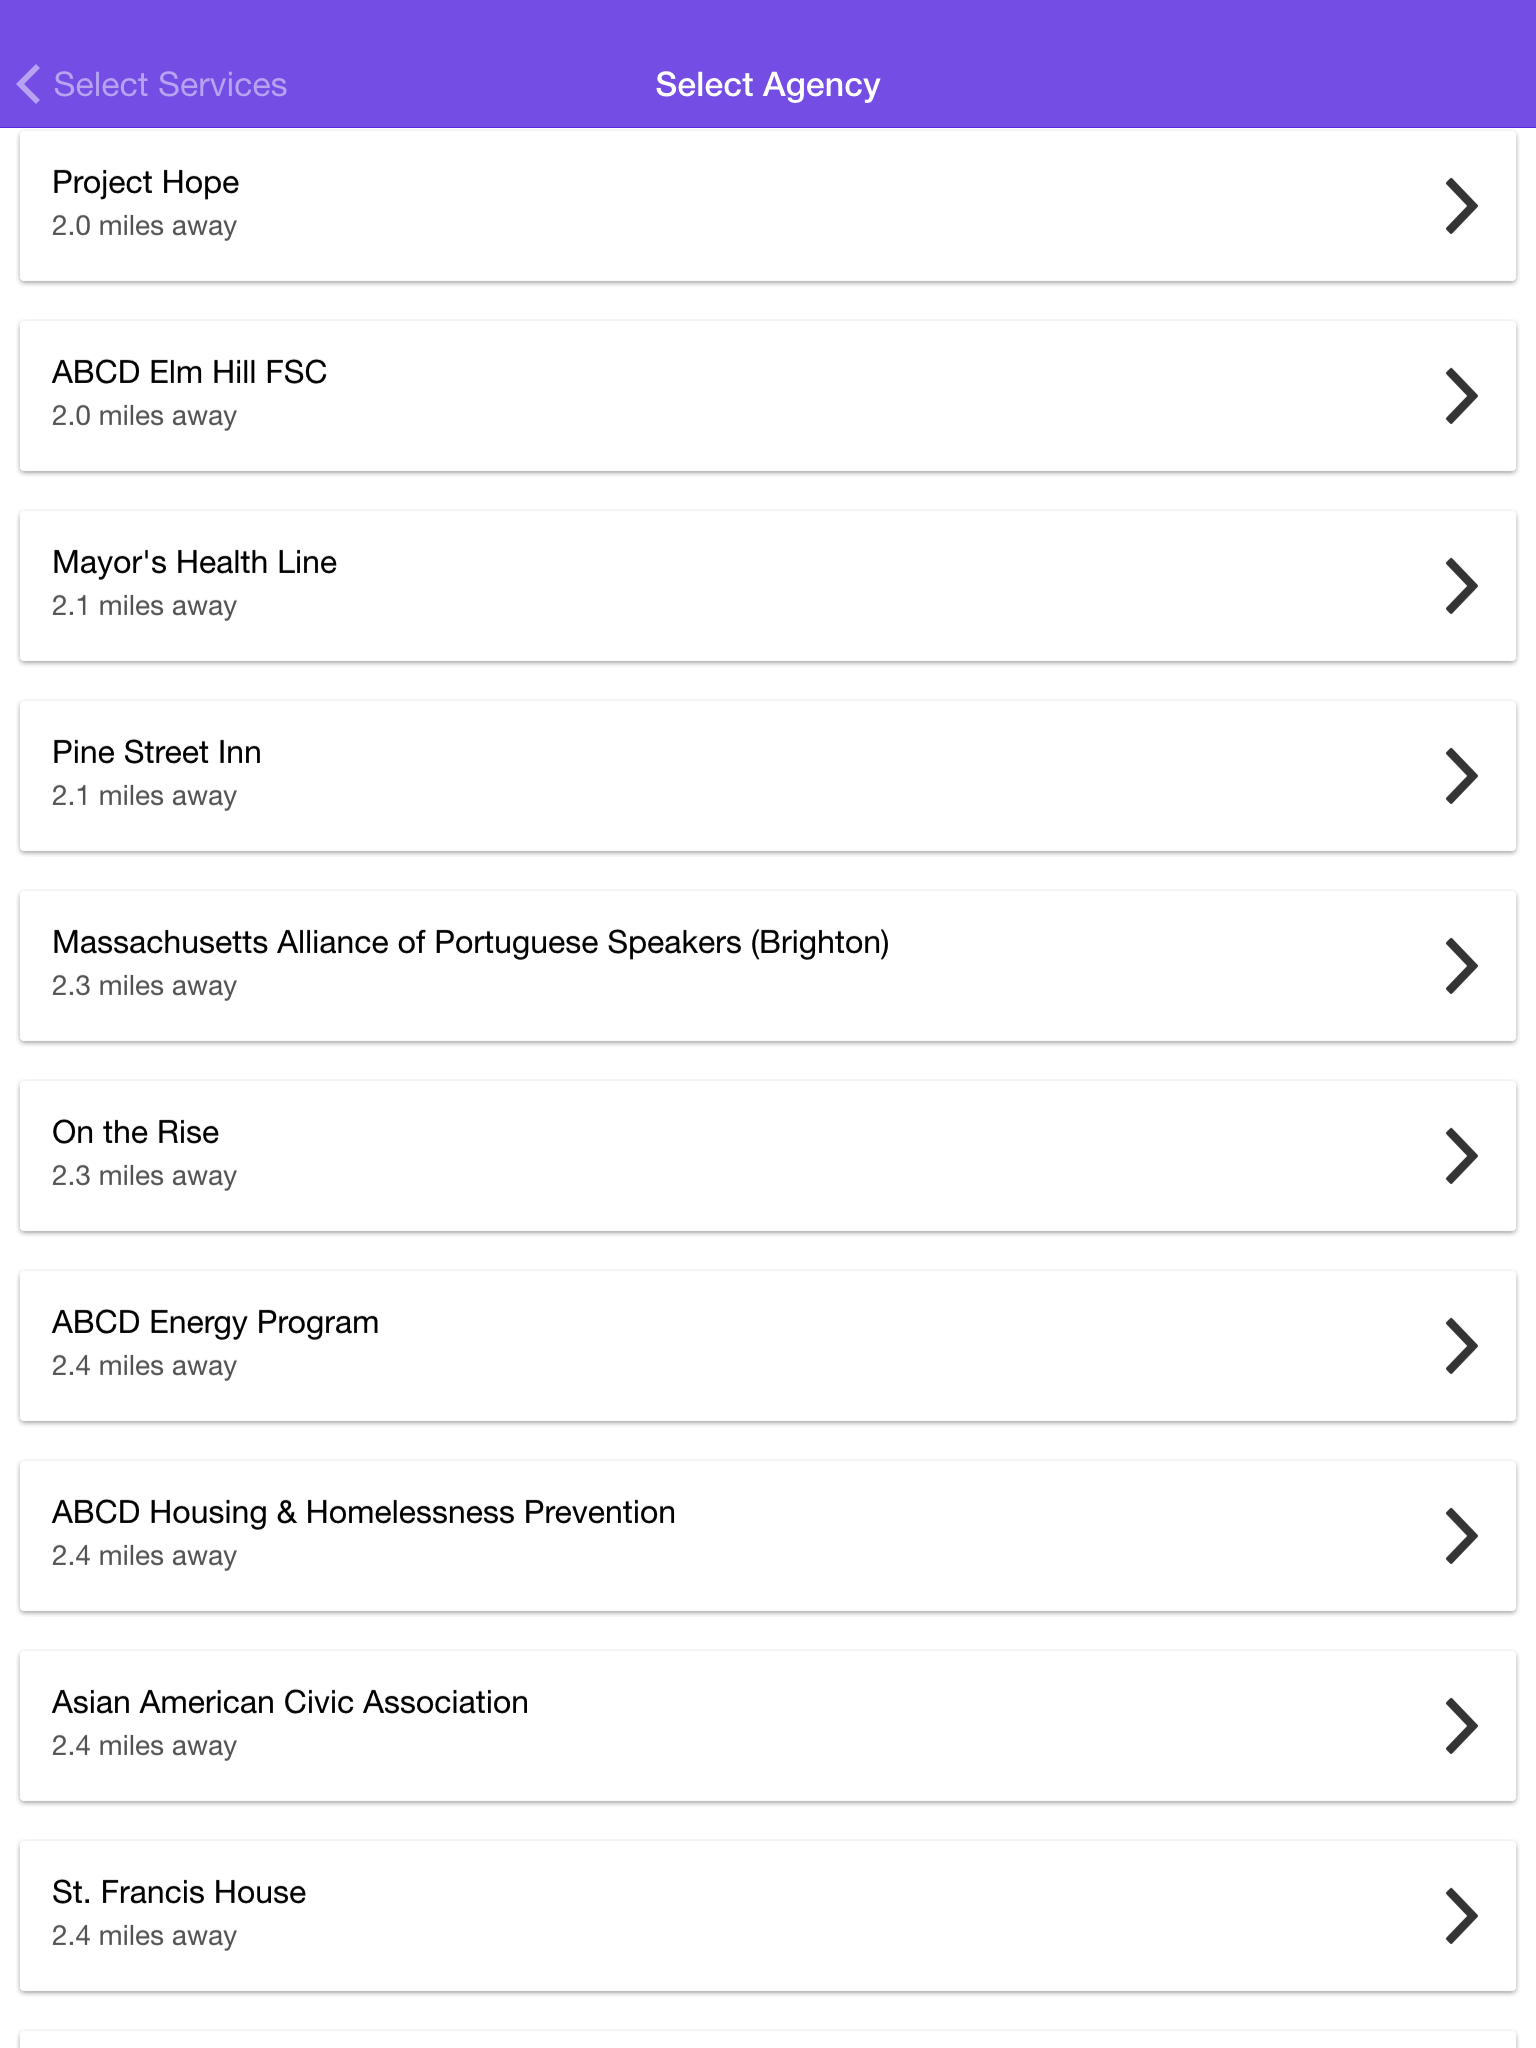 Select Services
Select Agency
Project Hope
2.0 miles away
ABCD Elm Hill FSC
2.0 miles away
Mayor's Health Line
2.1 miles away
Pine Street Inn
2.1 miles away
Massachusetts Alliance of Portuguese Speakers (Brighton)
2.3 miles away
On the Rise
2.3 miles away
ABCD Energy Program
2.4 miles away
ABCD Housing & Homelessness Prevention
2.4 miles away
Asian American Civic Association
2.4 miles away
St. Francis House
2.4 miles away